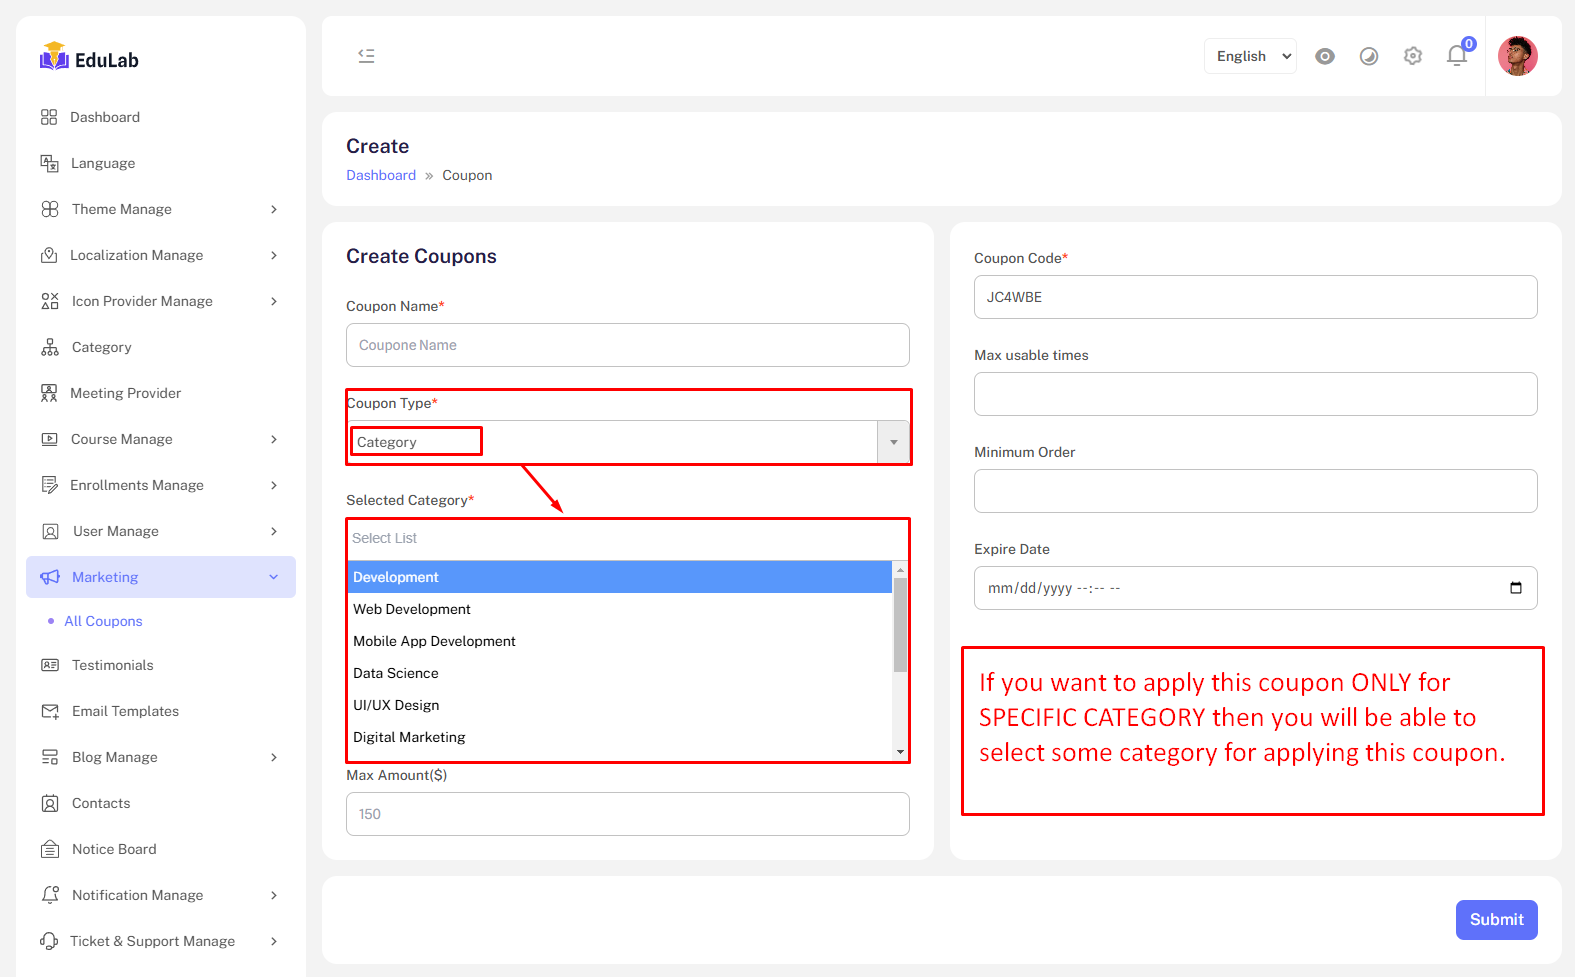 EduLab
Dashboard
Language
Theme Manage
Localization Manage
Icon Provider Manage
Category
Meeting Provider
Course Manage
Enrollments Manage
User Manage
Marketing
All Coupons
Testimonials
Email Templates
Blog Manage
Contacts
Notice Board
Notification Manage
Ticket & Support Manage
English
0
Create
Dashboard » Coupon
Create Coupons
Coupon Name*
Coupone Name
Coupon Type*
Category
Selected Category*
Select List
Development
Web Development
Mobile App Development
Data Science
UI/UX Design
Digital Marketing
Max Amount($)
150
Coupon Code*
JC4WBE
Max usable times
Minimum Order
Expire Date
mm/dd/yyyy --:-- --
If you want to apply this coupon ONLY for
SPECIFIC CATEGORY then you will be able to
select some category for applying this coupon.
Submit